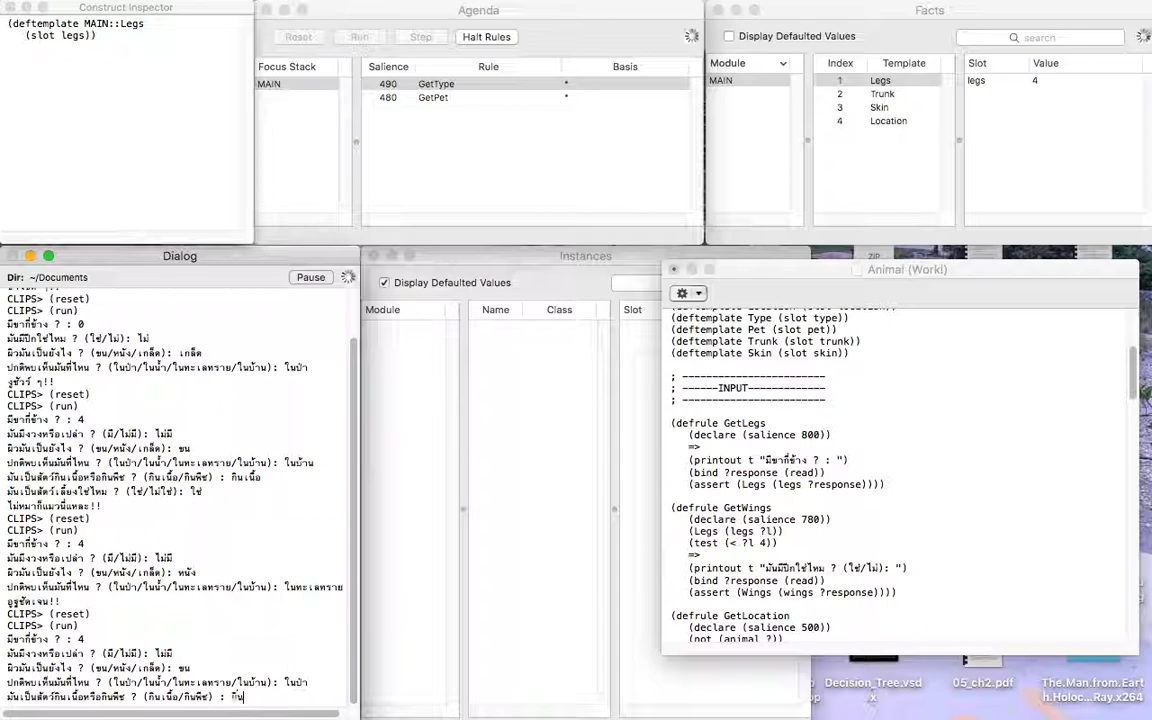 Construct Inspector
(deftemplate MAIN::Legs
(slot legs))
Agenda
Reset Run Step Halt Rules
Focus Stack Salience Rule Basis
MAIN 490 GetType *
480 GetPet *
Facts
Display Defaulted Values search
Module Index Template Slot Value
MAIN 1 Legs legs 4
2 Trunk
3 Skin
4 Location
Dialog
Dir: ~/Documents Pause
CLIPS> (reset)
CLIPS> (run)
มีขากี่ข้าง ? : 0
มันมีปีกใช่ไหม ? (ใช่/ไม่): ไม่
ผิวมันเป็นยังไง ? (ขน/หนัง/เกล็ด): เกล็ด
ปกติพบเห็นมันที่ไหน ? (ในป่า/ในน้ำ/ในทะเลทราย/ในบ้าน): ในป่า
งูชัวร์ ๆ!!
CLIPS> (reset)
CLIPS> (run)
มีขากี่ข้าง ? : 4
มันมีงวงหรือเปล่า ? (มี/ไม่มี): ไม่มี
ผิวมันเป็นยังไง ? (ขน/หนัง/เกล็ด): ขน
ปกติพบเห็นมันที่ไหน ? (ในป่า/ในน้ำ/ในทะเลทราย/ในบ้าน): ในบ้าน
มันเป็นสัตว์กินเนื้อหรือกินพืช ? (กินเนื้อ/กินพืช) : กินเนื้อ
มันเป็นสัตว์เลี้ยงใช่ไหม ? (ใช่/ไม่ใช่): ใช่
ไม่หมาก็แมวนี่แหละ!!
CLIPS> (reset)
CLIPS> (run)
มีขากี่ข้าง ? : 4
มันมีงวงหรือเปล่า ? (มี/ไม่มี): ไม่มี
ผิวมันเป็นยังไง ? (ขน/หนัง/เกล็ด): หนัง
ปกติพบเห็นมันที่ไหน ? (ในป่า/ในน้ำ/ในทะเลทราย/ในบ้าน): ในทะเลทราย
อูฐชัดเจน!!
CLIPS> (reset)
CLIPS> (run)
มีขากี่ข้าง ? : 4
มันมีงวงหรือเปล่า ? (มี/ไม่มี): ไม่มี
ผิวมันเป็นยังไง ? (ขน/หนัง/เกล็ด): ขน
ปกติพบเห็นมันที่ไหน ? (ในป่า/ในน้ำ/ในทะเลทราย/ในบ้าน): ในป่า
มันเป็นสัตว์กินเนื้อหรือกินพืช ? (กินเนื้อ/กินพืช) : กิน
Instances
Display Defaulted Values
Module Name Class Slot
ZIP
Animal (Work!)
(deftemplate Type (slot type))
(deftemplate Pet (slot pet))
(deftemplate Trunk (slot trunk))
(deftemplate Skin (slot skin))
; -------------------------
; ------INPUT-------------
; -------------------------
(defrule GetLegs
(declare (salience 800))
=>
(printout t "มีขากี่ข้าง ? : ")
(bind ?response (read))
(assert (Legs (legs ?response))))
(defrule GetWings
(declare (salience 780))
(Legs (legs ?l))
(test (< ?l 4))
=>
(printout t "มันมีปีกใช่ไหม ? (ใช่/ไม่): ")
(bind ?response (read))
(assert (Wings (wings ?response))))
(defrule GetLocation
(declare (salience 500))
(not (animal ?))
Decision_Tree.vsd
x
05_ch2.pdf
The.Man.from.Eart
h.Holoc...Ray.x264